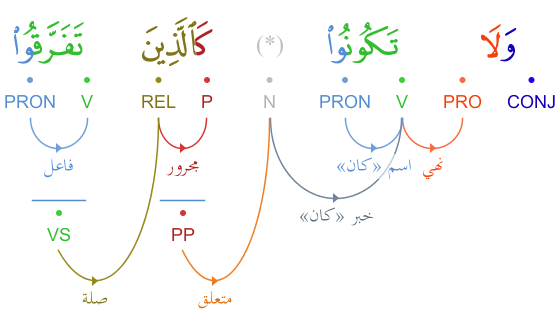 وَلَا تَكُونُوا۟ (*) كَٱلَّذِينَ تَفَرَّقُوا۟
CONJ PRO V PRON N P REL V PRON
نهي اسم «كان» مجرور فاعل
خبر «كان»
PP VS
متعلق صلة